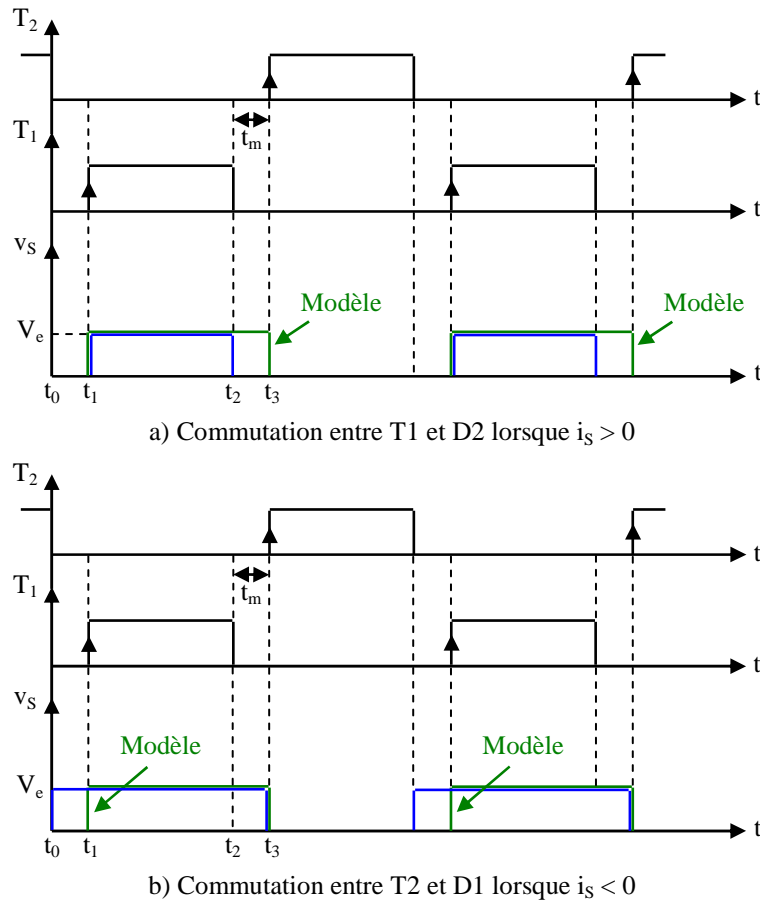 T2
t
T1
tm
t
vS
Modèle
Modèle
Ve
t
t0 t1 t2 t3
a) Commutation entre T1 et D2 lorsque iS > 0
T2
t
T1
tm
t
vS
Modèle
Modèle
Ve
t
t0 t1 t2 t3
b) Commutation entre T2 et D1 lorsque iS < 0